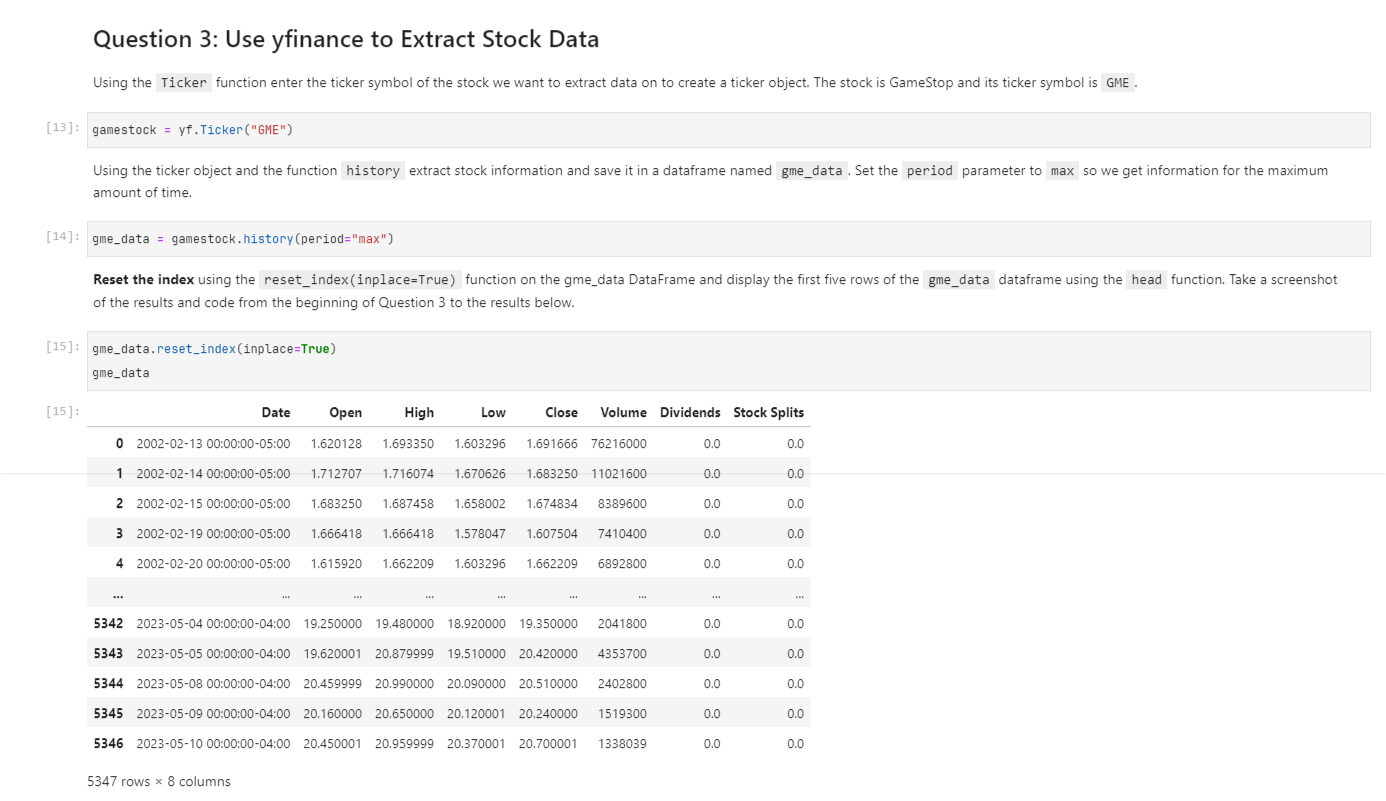 Question 3: Use yfinance to Extract Stock Data
Using the Ticker function enter the ticker symbol of the stock we want to extract data on to create a ticker object. The stock is GameStop and its ticker symbol is GME .
[13]: gamestock = yf.Ticker("GME")
Using the ticker object and the function history extract stock information and save it in a dataframe named gme_data . Set the period parameter to max so we get information for the maximum
amount of time.
[14]: gme_data = gamestock.history(period="max")
Reset the index using the reset_index(inplace=True) function on the gme_data DataFrame and display the first five rows of the gme_data dataframe using the head function. Take a screenshot
of the results and code from the beginning of Question 3 to the results below.
[15]: gme_data.reset_index(inplace=True)
gme_data
[15]: Date Open High Low Close Volume Dividends Stock Splits
0 2002-02-13 00:00:00-05:00 1.620128 1.693350 1.603296 1.691666 76216000 0.0 0.0
1 2002-02-14 00:00:00-05:00 1.712707 1.716074 1.670626 1.683250 11021600 0.0 0.0
2 2002-02-15 00:00:00-05:00 1.683250 1.687458 1.658002 1.674834 8389600 0.0 0.0
3 2002-02-19 00:00:00-05:00 1.666418 1.666418 1.578047 1.607504 7410400 0.0 0.0
4 2002-02-20 00:00:00-05:00 1.615920 1.662209 1.603296 1.662209 6892800 0.0 0.0
... ... ... ... ... ... ... ... ...
5342 2023-05-04 00:00:00-04:00 19.250000 19.480000 18.920000 19.350000 2041800 0.0 0.0
5343 2023-05-05 00:00:00-04:00 19.620001 20.879999 19.510000 20.420000 4353700 0.0 0.0
5344 2023-05-08 00:00:00-04:00 20.459999 20.990000 20.090000 20.510000 2402800 0.0 0.0
5345 2023-05-09 00:00:00-04:00 20.160000 20.650000 20.120001 20.240000 1519300 0.0 0.0
5346 2023-05-10 00:00:00-04:00 20.450001 20.959999 20.370001 20.700001 1338039 0.0 0.0
5347 rows × 8 columns